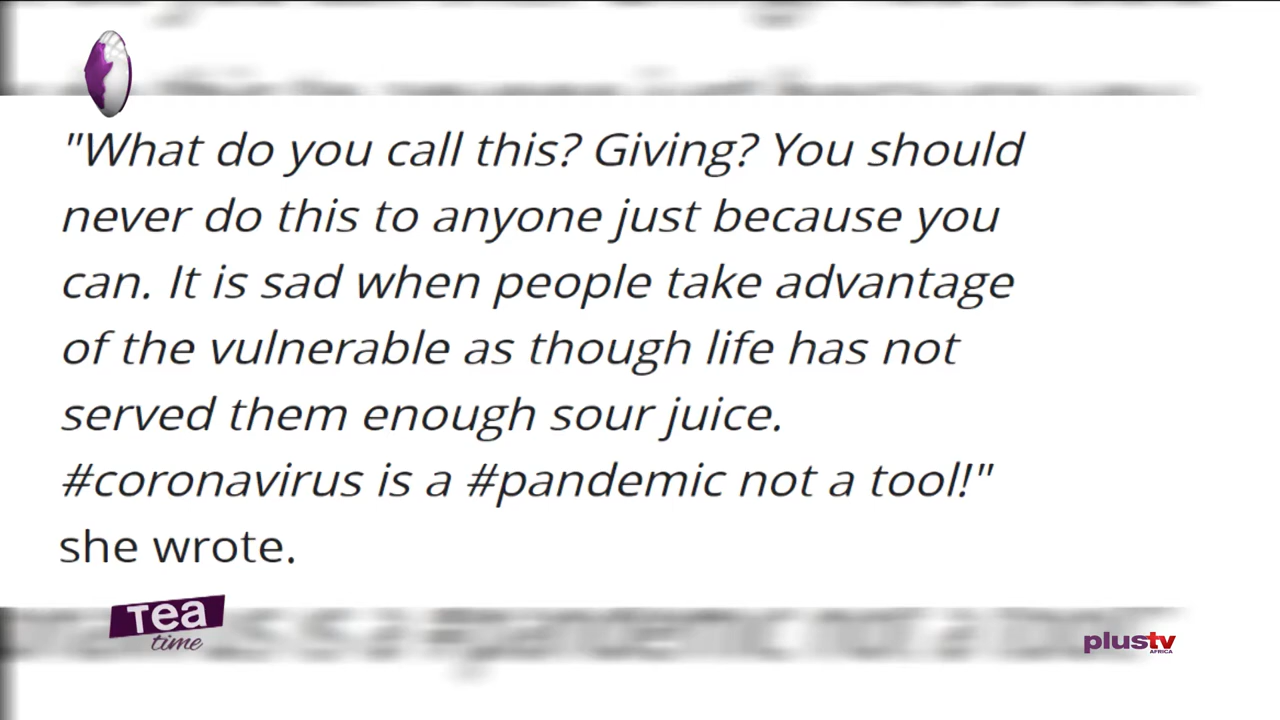 "What do you call this? Giving? You should
never do this to anyone just because you
can. It is sad when people take advantage
of the vulnerable as though life has not
served them enough sour juice.
#coronavirus is a #pandemic not a tool!"
she wrote.
Tea
time
plustv
AFRICA